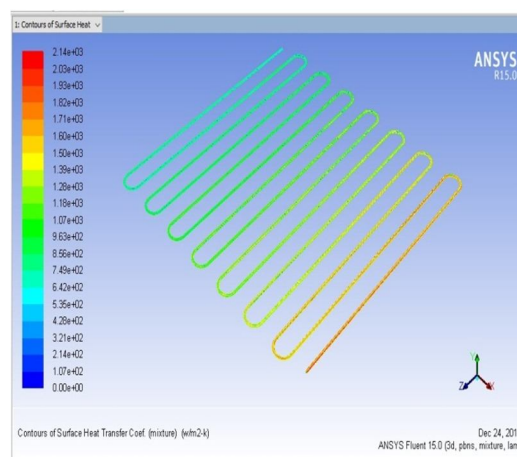 1: Contours of Surface Heat
ANSYS
R15.0
2.14e+03
2.03e+03
1.93e+03
1.82e+03
1.71e+03
1.60e+03
1.50e+03
1.39e+03
1.28e+03
1.18e+03
1.07e+03
9.63e+02
8.56e+02
7.49e+02
6.42e+02
5.35e+02
4.28e+02
3.21e+02
2.14e+02
1.07e+02
0.00e+00
Y
Z
X
Contours of Surface Heat Transfer Coef. (mixture) (w/m2-k)
Dec 24, 201
ANSYS Fluent 15.0 (3d, pbns, mixture, lam